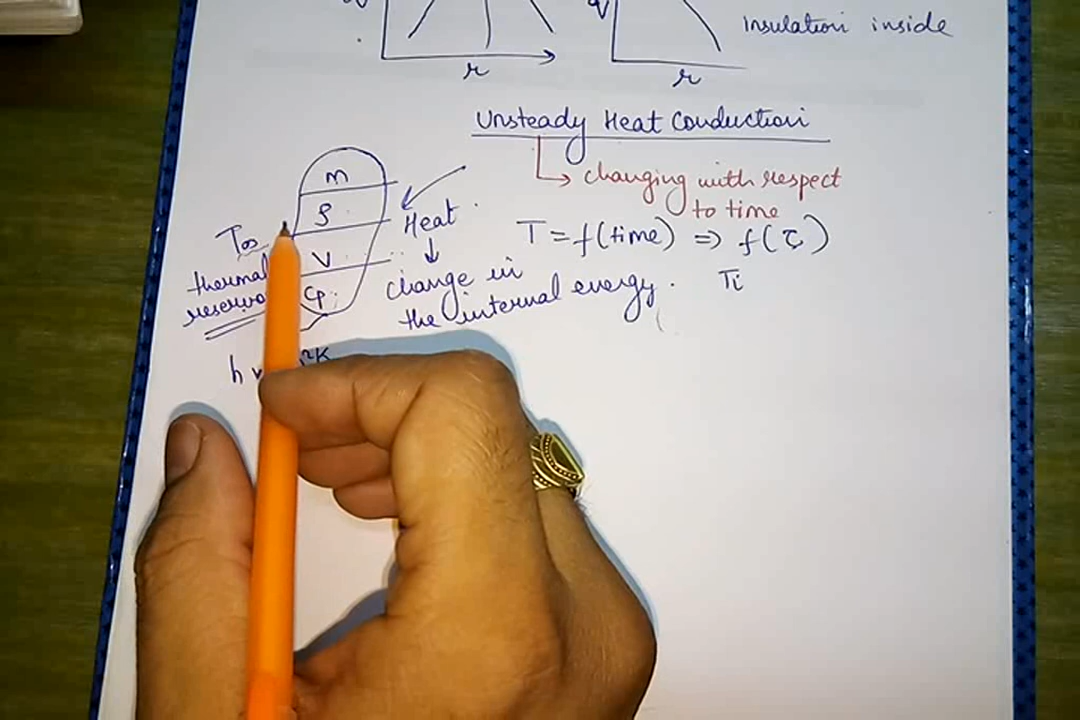 r
r
Insulation inside
Unsteady Heat Conduction
changing with respect
to time
T = f(time) => f(τ)
m
ρ
V
Cp
T∞
thermal
Heat
change in
the internal energy.
Ti
h